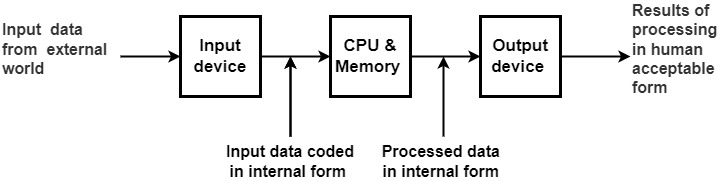 Input data
from external
world
Input
device
CPU &
Memory
Output
device
Results of
processing
in human
acceptable
form
Input data coded
in internal form
Processed data
in internal form